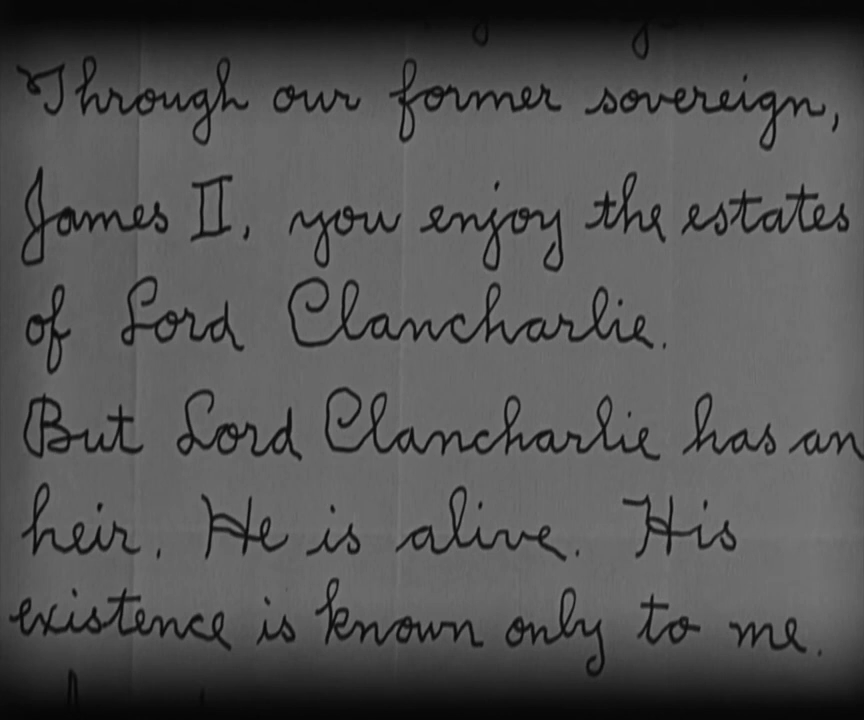 Through our former sovereign,
James II, you enjoy the estates
of Lord Clancharlie.
But Lord Clancharlie has an
heir. He is alive. His
existence is known only to me.